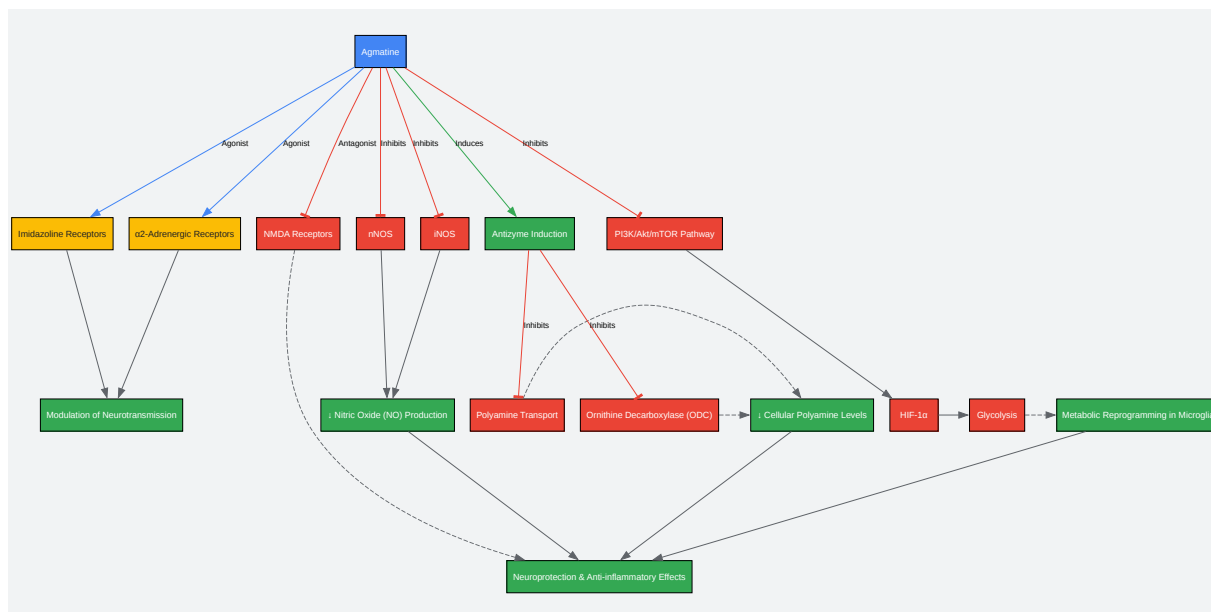 Agmatine
Agonist
Agonist
Antagonist
Inhibits
Inhibits
Induces
Inhibits
Imidazoline Receptors
α2-Adrenergic Receptors
NMDA Receptors
nNOS
iNOS
Antizyme Induction
PI3K/Akt/mTOR Pathway
Inhibits
Inhibits
Modulation of Neurotransmission
↓ Nitric Oxide (NO) Production
Polyamine Transport
Ornithine Decarboxylase (ODC)
↓ Cellular Polyamine Levels
HIF-1α
Glycolysis
Metabolic Reprogramming in Microglia
Neuroprotection & Anti-inflammatory Effects